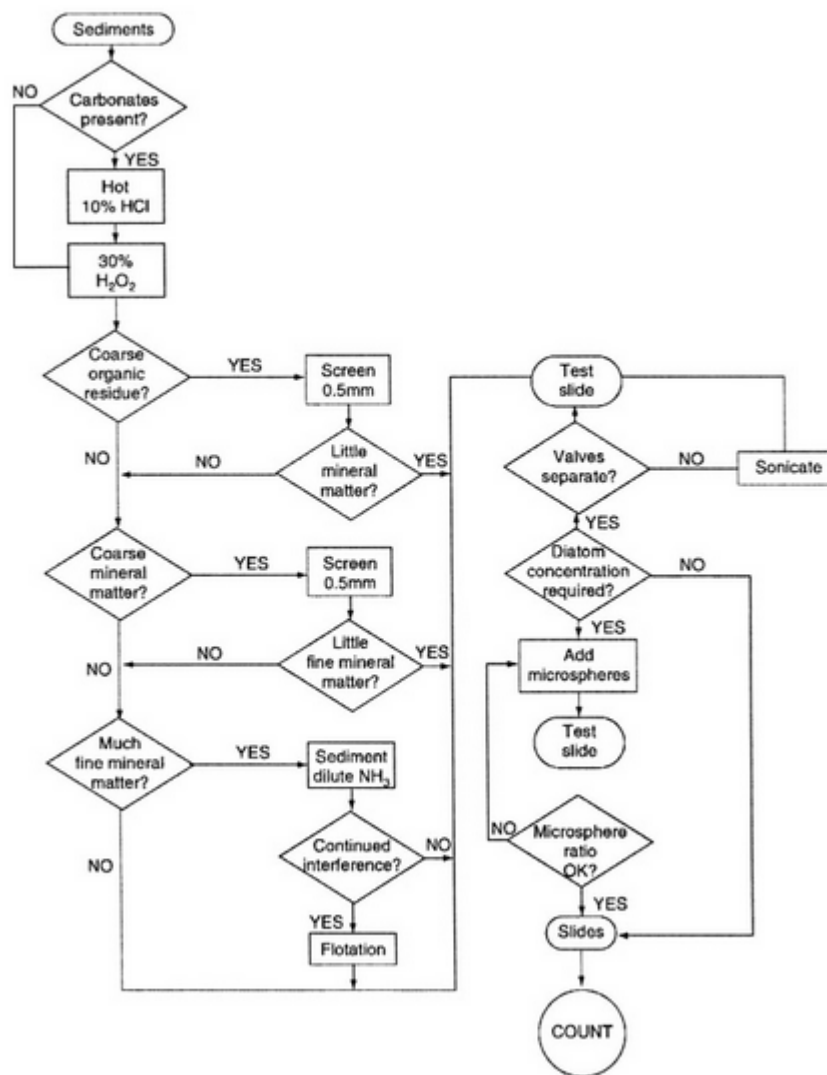 Sediments
NO
Carbonates
present?
YES
Hot
10% HCl
30%
H₂O₂
Coarse
organic
residue?
YES
Screen
0.5mm
NO
NO
Little
mineral
matter?
YES
Coarse
mineral
matter?
YES
Screen
0.5mm
NO
NO
Little
fine mineral
matter?
YES
Much
fine mineral
matter?
YES
Sediment
dilute NH₃
NO
Continued
interference?
NO
YES
Flotation
Test
slide
Valves
separate?
NO
Sonicate
YES
Diatom
concentration
required?
NO
YES
Add
microspheres
Test
slide
NO
Microsphere
ratio
OK?
YES
Slides
COUNT